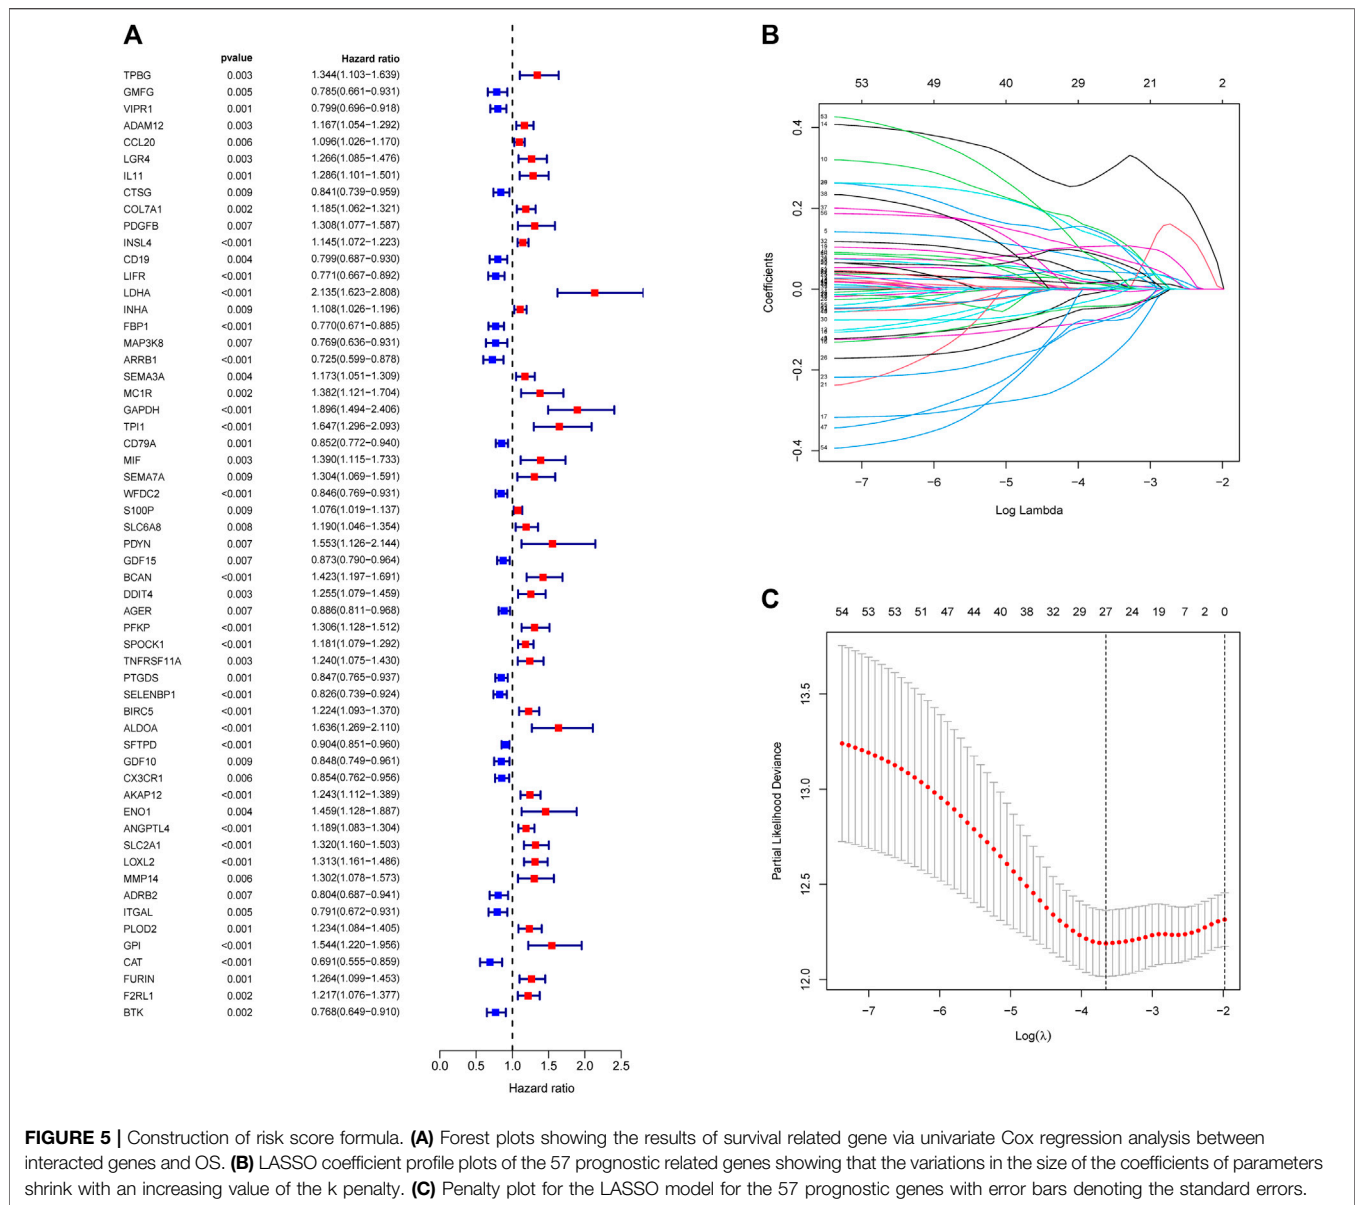 A
pvalue Hazard ratio
TPBG 0.003 1.344(1.103−1.639)
GMFG 0.005 0.785(0.661−0.931)
VIPR1 0.001 0.799(0.696−0.918)
ADAM12 0.003 1.167(1.054−1.292)
CCL20 0.006 1.096(1.026−1.170)
LGR4 0.003 1.266(1.085−1.476)
IL11 0.001 1.286(1.101−1.501)
CTSG 0.009 0.841(0.739−0.959)
COL7A1 0.002 1.185(1.062−1.321)
PDGFB 0.007 1.308(1.077−1.587)
INSL4 <0.001 1.145(1.072−1.223)
CD19 0.004 0.799(0.687−0.930)
LIFR <0.001 0.771(0.667−0.892)
LDHA <0.001 2.135(1.623−2.808)
INHA 0.009 1.108(1.026−1.196)
FBP1 <0.001 0.770(0.671−0.885)
MAP3K8 0.007 0.769(0.636−0.931)
ARRB1 <0.001 0.725(0.599−0.878)
SEMA3A 0.004 1.173(1.051−1.309)
MC1R 0.002 1.382(1.121−1.704)
GAPDH <0.001 1.896(1.494−2.406)
TPI1 <0.001 1.647(1.296−2.093)
CD79A 0.001 0.852(0.772−0.940)
MIF 0.003 1.390(1.115−1.733)
SEMA7A 0.009 1.304(1.069−1.591)
WFDC2 <0.001 0.846(0.769−0.931)
S100P 0.009 1.076(1.019−1.137)
SLC6A8 0.008 1.190(1.046−1.354)
PDYN 0.007 1.553(1.126−2.144)
GDF15 0.007 0.873(0.790−0.964)
BCAN <0.001 1.423(1.197−1.691)
DDIT4 0.003 1.255(1.079−1.459)
AGER 0.007 0.886(0.811−0.968)
PFKP <0.001 1.306(1.128−1.512)
SPOCK1 <0.001 1.181(1.079−1.292)
TNFRSF11A 0.003 1.240(1.075−1.430)
PTGDS 0.001 0.847(0.765−0.937)
SELENBP1 <0.001 0.826(0.739−0.924)
BIRC5 <0.001 1.224(1.093−1.370)
ALDOA <0.001 1.636(1.269−2.110)
SFTPD <0.001 0.904(0.851−0.960)
GDF10 0.009 0.848(0.749−0.961)
CX3CR1 0.006 0.854(0.762−0.956)
AKAP12 <0.001 1.243(1.112−1.389)
ENO1 0.004 1.459(1.128−1.887)
ANGPTL4 <0.001 1.189(1.083−1.304)
SLC2A1 <0.001 1.320(1.160−1.503)
LOXL2 <0.001 1.313(1.161−1.486)
MMP14 0.006 1.302(1.078−1.573)
ADRB2 0.007 0.804(0.687−0.941)
ITGAL 0.005 0.791(0.672−0.931)
PLOD2 0.001 1.234(1.084−1.405)
GPI <0.001 1.544(1.220−1.956)
CAT <0.001 0.691(0.555−0.859)
FURIN 0.001 1.264(1.099−1.453)
F2RL1 0.002 1.217(1.076−1.377)
BTK 0.002 0.768(0.649−0.910)
0.0 0.5 1.0 1.5 2.0 2.5
Hazard ratio
B
53 49 40 29 21 2
0.4
0.2
0.0
−0.2
−0.4
Coefficients
53
14
10
38
37
56
5
32
30
26
23
21
17
47
54
−7 −6 −5 −4 −3 −2
Log Lambda
C
54 53 53 51 47 44 40 38 32 29 27 24 19 7 2 0
13.5
13.0
12.5
12.0
Partial Likelihood Deviance
−7 −6 −5 −4 −3 −2
Log(λ)
FIGURE 5 | Construction of risk score formula. (A) Forest plots showing the results of survival related gene via univariate Cox regression analysis between
interacted genes and OS. (B) LASSO coefficient profile plots of the 57 prognostic related genes showing that the variations in the size of the coefficients of parameters
shrink with an increasing value of the k penalty. (C) Penalty plot for the LASSO model for the 57 prognostic genes with error bars denoting the standard errors.